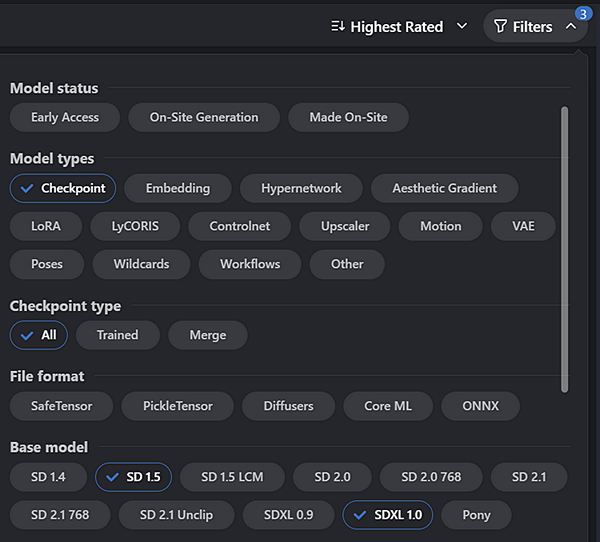 3
Highest Rated Filters
Model status
Early Access On-Site Generation Made On-Site
Model types
Checkpoint Embedding Hypernetwork Aesthetic Gradient
LoRA LyCORIS Controlnet Upscaler Motion VAE
Poses Wildcards Workflows Other
Checkpoint type
All Trained Merge
File format
SafeTensor PickleTensor Diffusers Core ML ONNX
Base model
SD 1.4 SD 1.5 SD 1.5 LCM SD 2.0 SD 2.0 768 SD 2.1
SD 2.1 768 SD 2.1 Unclip SDXL 0.9 SDXL 1.0 Pony